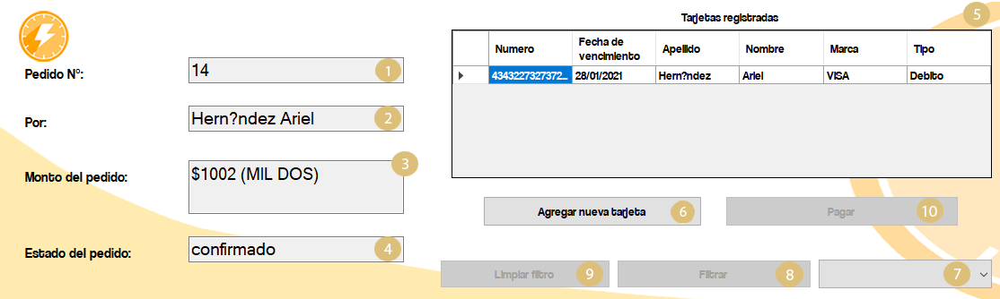 Pedido Nº:
14
1
Por:
Hern?ndez Ariel
2
Monto del pedido:
$1002 (MIL DOS)
3
Estado del pedido:
confirmado
4
Tarjetas registradas
5
Numero
Fecha de
vencimiento
Apellido
Nombre
Marca
Tipo
4343227327372... 28/01/2021 Hern?ndez Ariel VISA Debito
Agregar nueva tarjeta
6
Pagar
10
Limpiar filtro
9
Filtrar
8
7